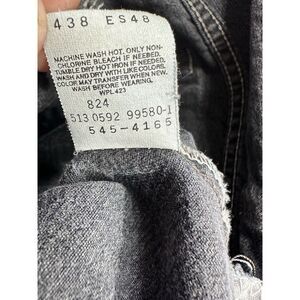 438 ES48
MACHINE WASH HOT. ONLY NON-
CHLORINE BLEACH IF NEEDED.
TUMBLE DRY HOT IRON IF NEEDED.
WASH AND DRY WITH LIKE COLORS.
COLOR MAY TRANSFER WHEN NEW.
WASH BEFORE WEARING.
WPL 423
824
513 0592 99580-1
545-4165